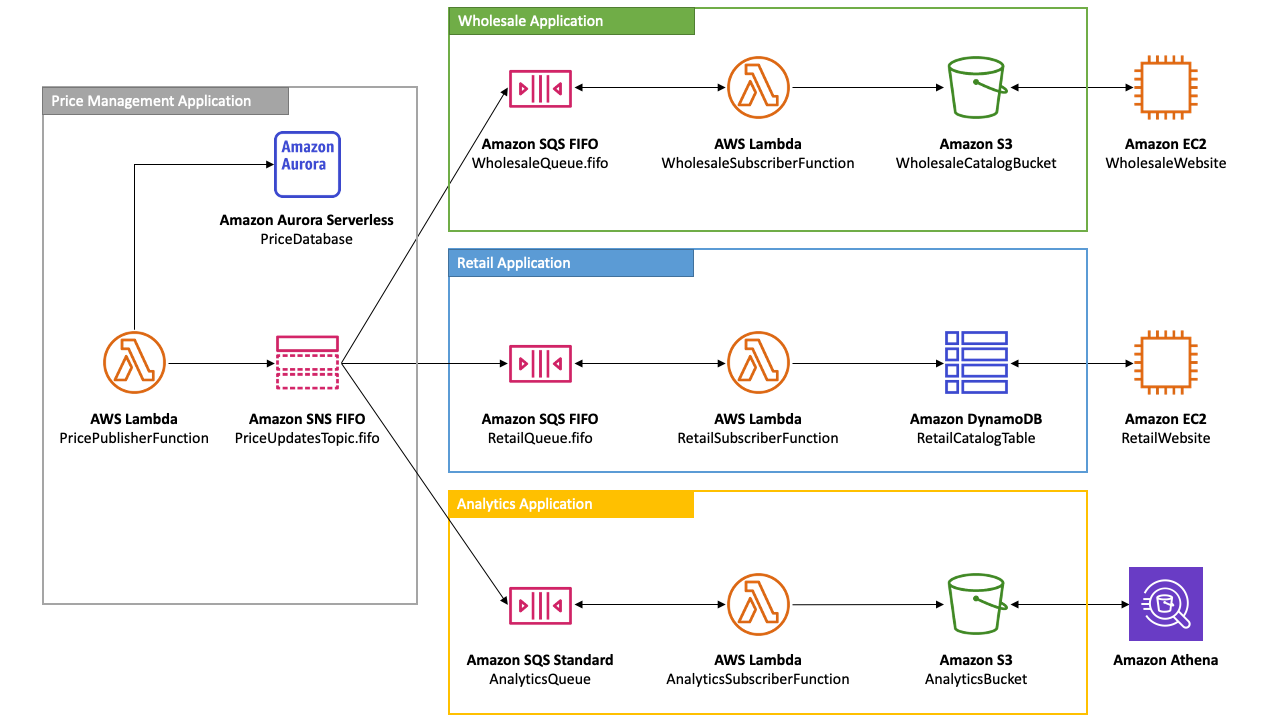 Wholesale Application
Amazon SQS FIFO
WholesaleQueue.fifo
AWS Lambda
WholesaleSubscriberFunction
Amazon S3
WholesaleCatalogBucket
Amazon EC2
WholesaleWebsite
Price Management Application
Amazon
Aurora
Amazon Aurora Serverless
PriceDatabase
AWS Lambda
PricePublisherFunction
Amazon SNS FIFO
PriceUpdatesTopic.fifo
Retail Application
Amazon SQS FIFO
RetailQueue.fifo
AWS Lambda
RetailSubscriberFunction
Amazon DynamoDB
RetailCatalogTable
Amazon EC2
RetailWebsite
Analytics Application
Amazon SQS Standard
AnalyticsQueue
AWS Lambda
AnalyticsSubscriberFunction
Amazon S3
AnalyticsBucket
Amazon Athena